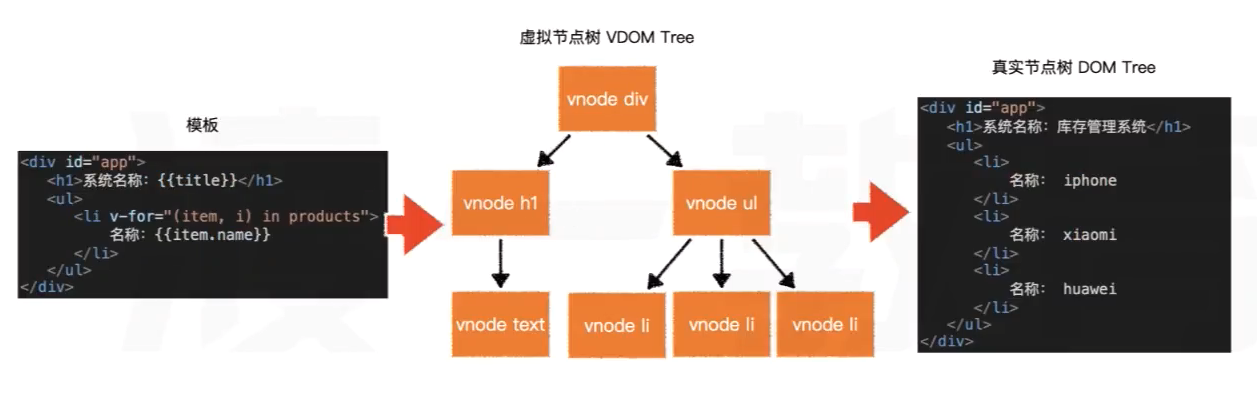 虚拟节点树 VDOM Tree
真实节点树 DOM Tree
模板
<div id="app">
<h1>系统名称：{{title}}</h1>
<ul>
<li v-for="(item, i) in products">
名称：{{item.name}}
</li>
</ul>
</div>
vnode div
vnode h1
vnode ul
vnode text
vnode li
vnode li
vnode li
<div id="app">
<h1>系统名称：库存管理系统</h1>
<ul>
<li>
名称： iphone
</li>
<li>
名称： xiaomi
</li>
<li>
名称： huawei
</li>
</ul>
</div>